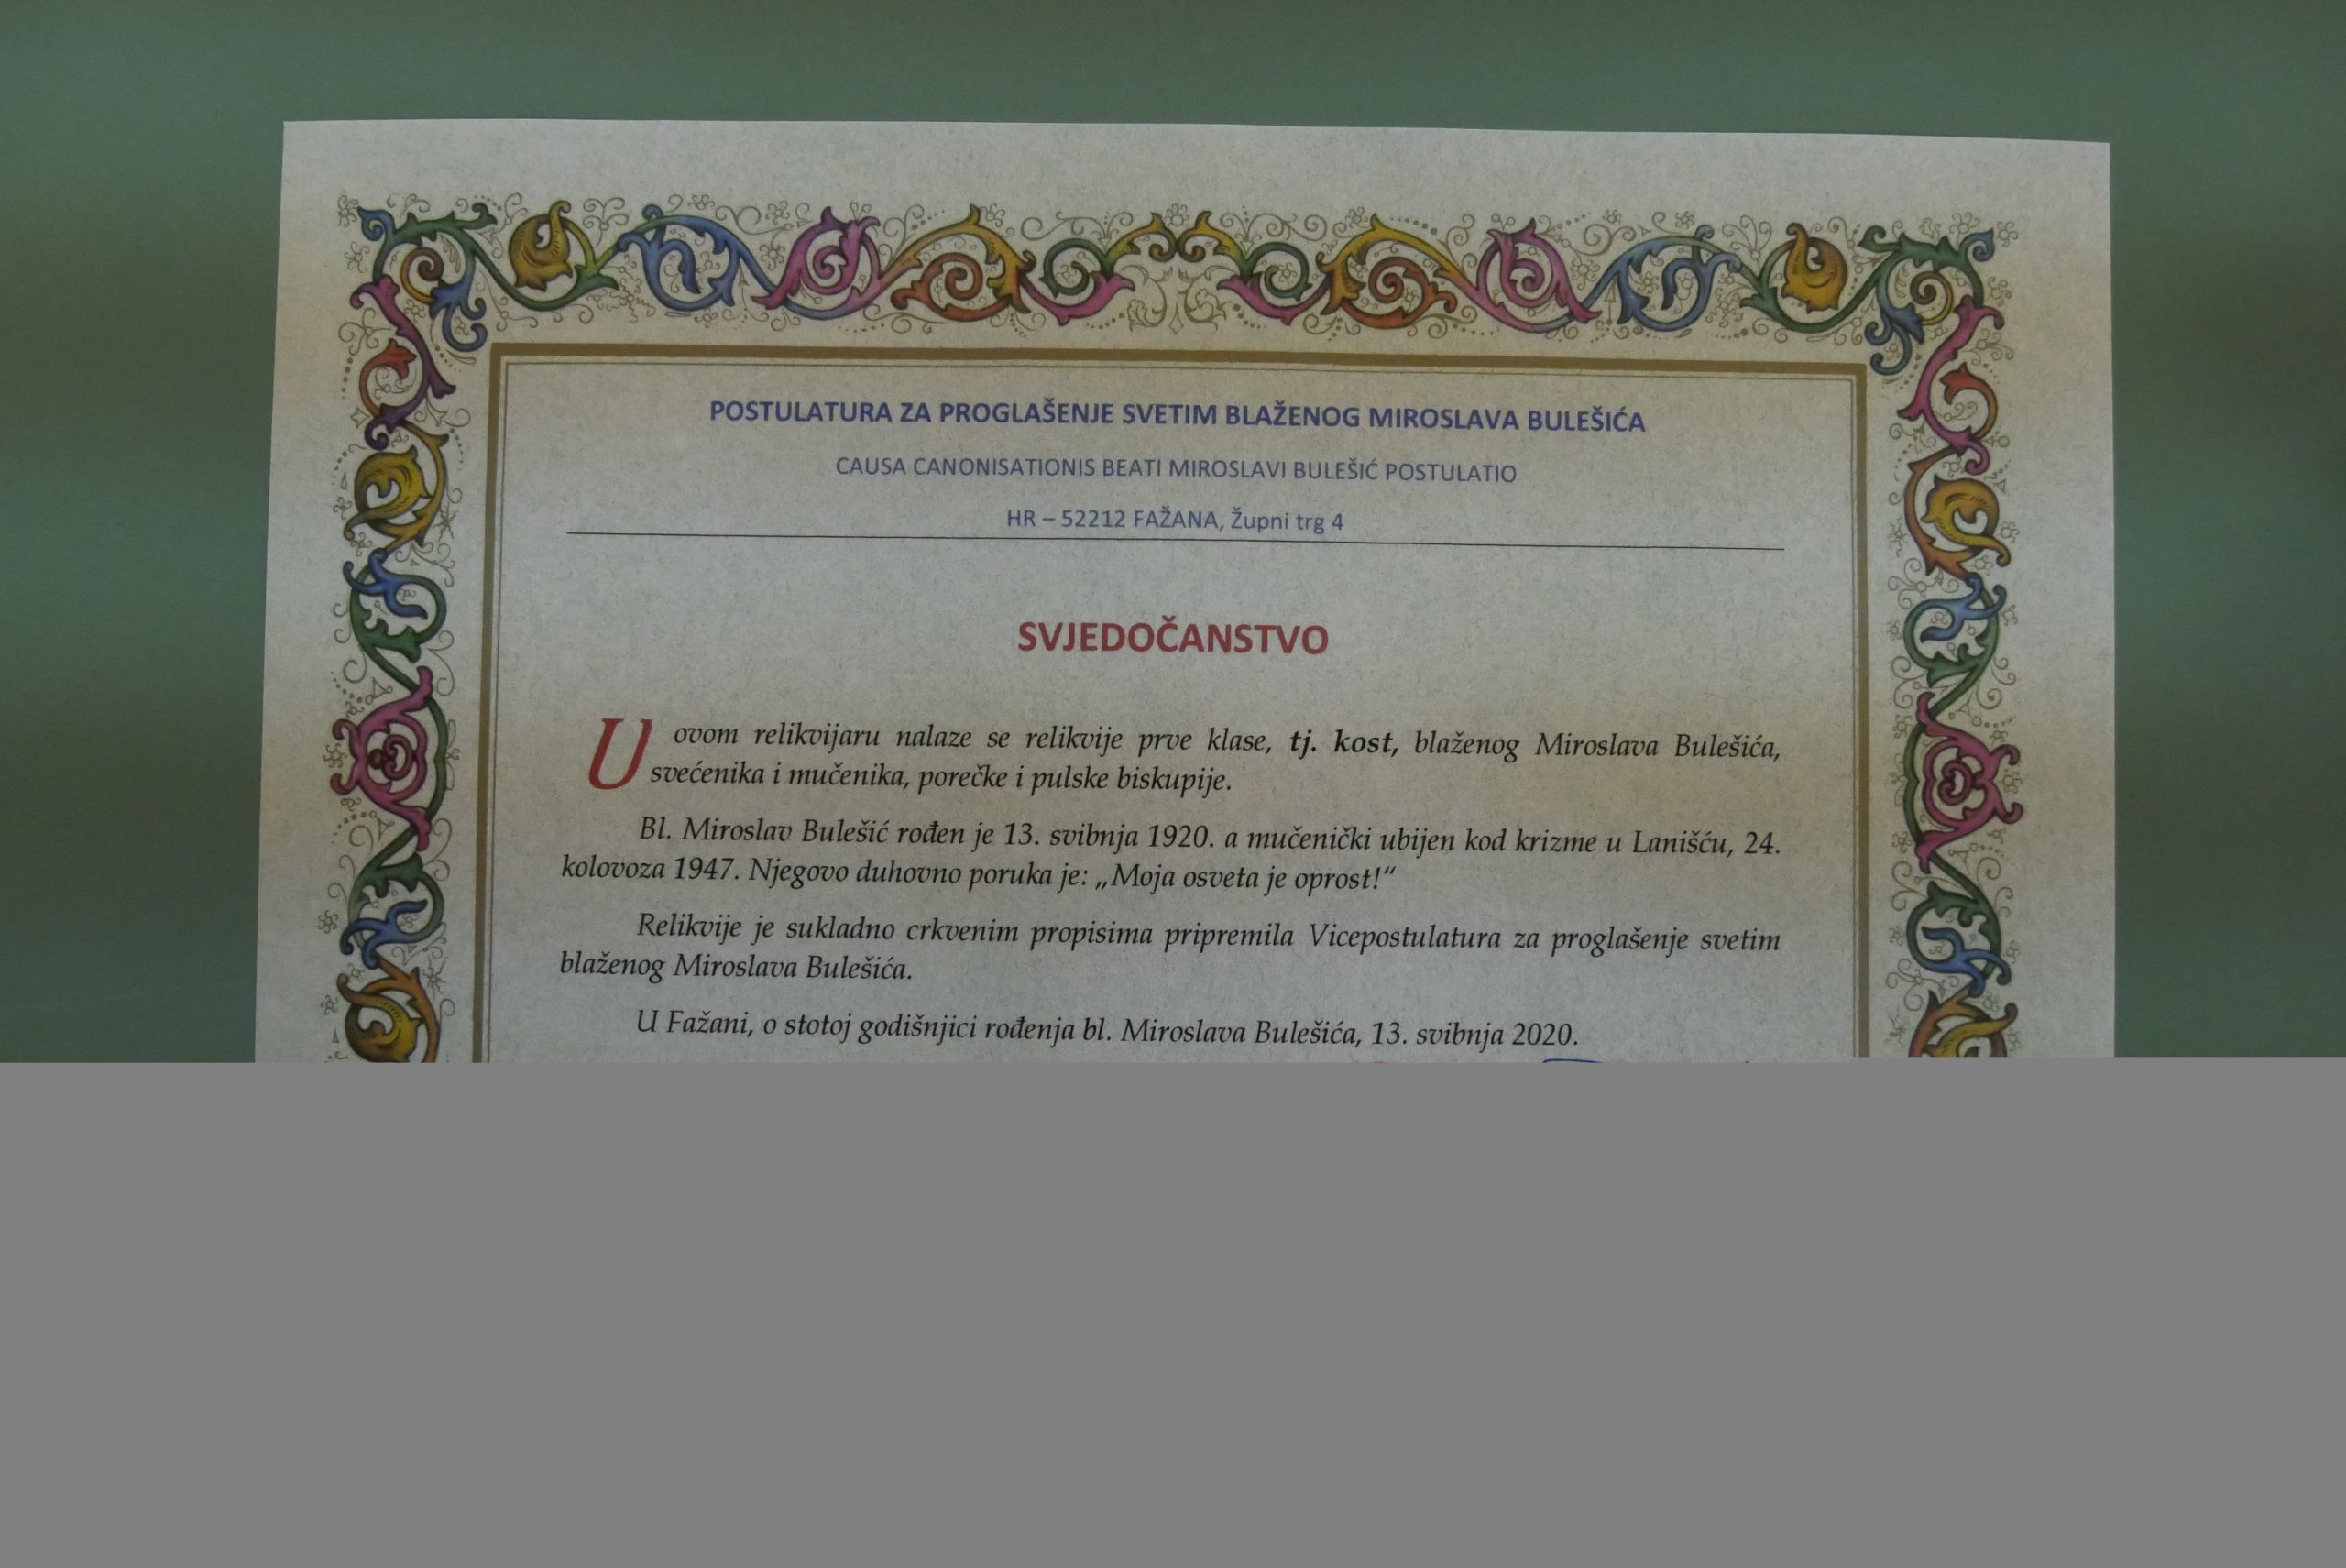 POSTULATURA ZA PROGLAŠENJE SVETIM BLAŽENOG MIROSLAVA BULEŠIĆA
CAUSA CANONISATIONIS BEATI MIROSLAVI BULEŠIĆ POSTULATIO
HR – 52212 FAŽANA, Župni trg 4
SVJEDOČANSTVO
U ovom relikvijaru nalaze se relikvije prve klase, tj. kost, blaženog Miroslava Bulešića,
svećenika i mučenika, porečke i pulske biskupije.
Bl. Miroslav Bulešić rođen je 13. svibnja 1920. a mučenički ubijen kod krizme u Lanišću, 24.
kolovoza 1947. Njegovo duhovno poruka je: „Moja osveta je oprost!“
Relikvije je sukladno crkvenim propisima pripremila Vicepostulatura za proglašenje svetim
blaženog Miroslava Bulešića.
U Fažani, o stotoj godišnjici rođenja bl. Miroslava Bulešića, 13. svibnja 2020.